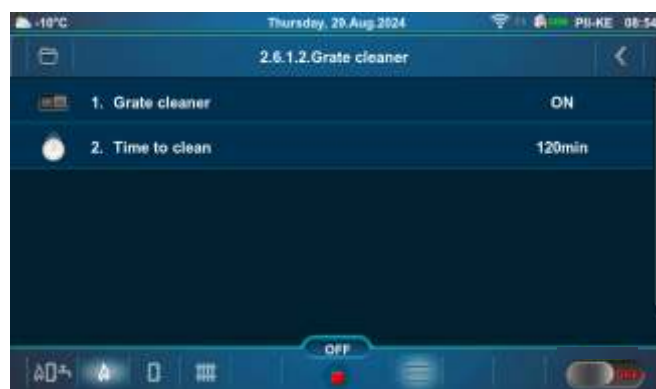 -10°C Thursday, 29.Aug.2024 PII-KE 08:54
2.6.1.2.Grate cleaner
1. Grate cleaner ON
2. Time to clean 120min
OFF
OFF